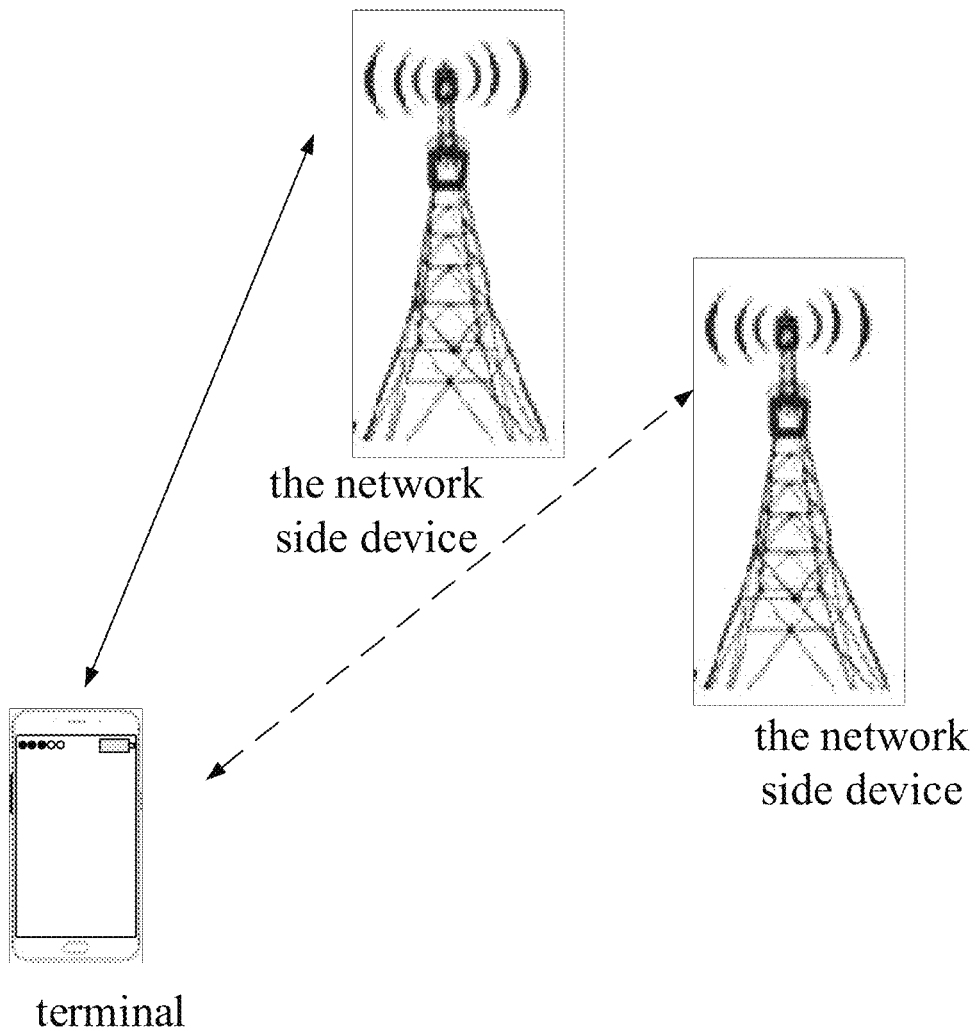 the network
side device
the network
side device
terminal